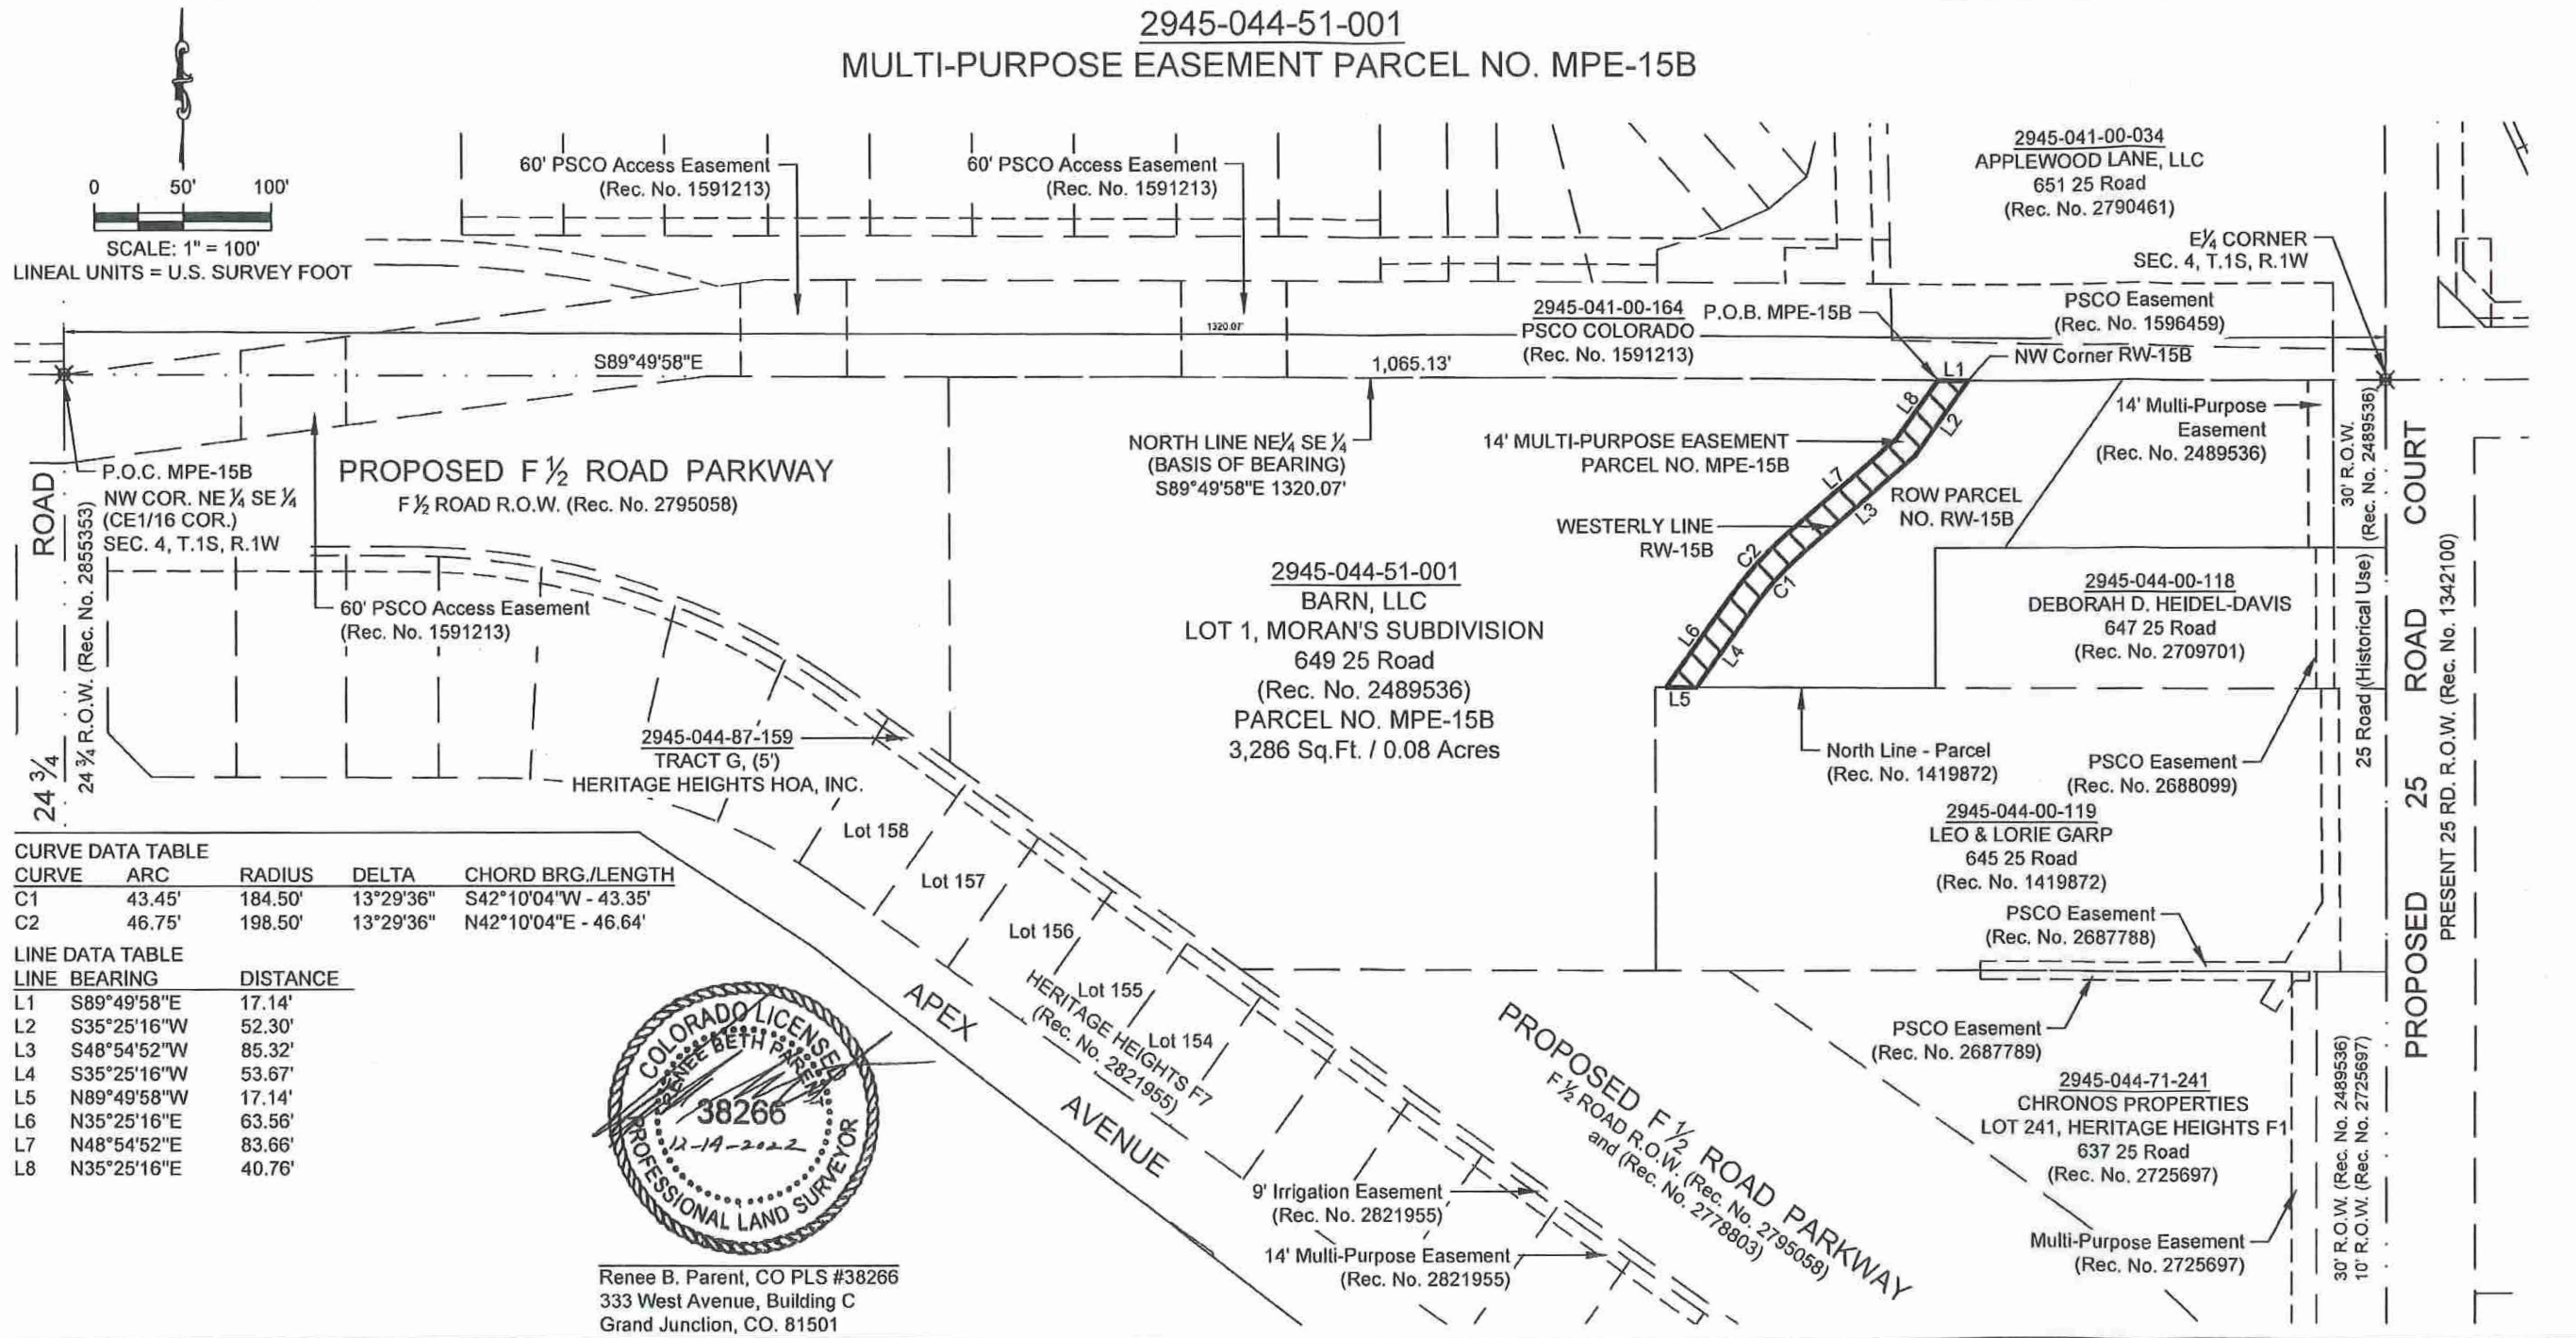 2945-044-51-001
MULTI-PURPOSE EASEMENT PARCEL NO. MPE-15B
0 50' 100'
SCALE: 1" = 100'
LINEAL UNITS = U.S. SURVEY FOOT
60' PSCO Access Easement
(Rec. No. 1591213)
60' PSCO Access Easement
(Rec. No. 1591213)
2945-041-00-034
APPLEWOOD LANE, LLC
651 25 Road
(Rec. No. 2790461)
E¼ CORNER
SEC. 4, T.1S, R.1W
PSCO Easement
(Rec. No. 1596459)
2945-041-00-164
PSCO COLORADO
(Rec. No. 1591213)
P.O.B. MPE-15B
NW Corner RW-15B
1320.07'
S89°49'58"E
1,065.13'
L1
L8
L2
14' Multi-Purpose
Easement
(Rec. No. 2489536)
30' R.O.W.
(Rec. No. 2489536)
NORTH LINE NE¼ SE ¼
(BASIS OF BEARING)
S89°49'58"E 1320.07'
14' MULTI-PURPOSE EASEMENT
PARCEL NO. MPE-15B
P.O.C. MPE-15B
NW COR. NE ¼ SE ¼
(CE1/16 COR.)
SEC. 4, T.1S, R.1W
PROPOSED F ½ ROAD PARKWAY
F ½ ROAD R.O.W. (Rec. No. 2795058)
24 ¾ ROAD
24 ¾ R.O.W. (Rec. No. 2855353)
L7
L3
ROW PARCEL
NO. RW-15B
WESTERLY LINE
RW-15B
C2
C1
L6
L4
L5
60' PSCO Access Easement
(Rec. No. 1591213)
2945-044-51-001
BARN, LLC
LOT 1, MORAN'S SUBDIVISION
649 25 Road
(Rec. No. 2489536)
PARCEL NO. MPE-15B
3,286 Sq.Ft. / 0.08 Acres
2945-044-00-118
DEBORAH D. HEIDEL-DAVIS
647 25 Road
(Rec. No. 2709701)
25 Road (Historical Use)
PROPOSED 25 ROAD COURT
PRESENT 25 RD. R.O.W. (Rec. No. 1342100)
2945-044-87-159
TRACT G, (5')
HERITAGE HEIGHTS HOA, INC.
North Line - Parcel
(Rec. No. 1419872)
PSCO Easement
(Rec. No. 2688099)
2945-044-00-119
LEO & LORIE GARP
645 25 Road
(Rec. No. 1419872)
PSCO Easement
(Rec. No. 2687788)
PSCO Easement
(Rec. No. 2687789)
Lot 158
Lot 157
Lot 156
Lot 155
Lot 154
HERITAGE HEIGHTS F7
(Rec. No. 2821955)
APEX AVENUE
CURVE DATA TABLE
CURVE ARC RADIUS DELTA CHORD BRG./LENGTH
C1 43.45' 184.50' 13°29'36" S42°10'04"W - 43.35'
C2 46.75' 198.50' 13°29'36" N42°10'04"E - 46.64'
LINE DATA TABLE
LINE BEARING DISTANCE
L1 S89°49'58"E 17.14'
L2 S35°25'16"W 52.30'
L3 S48°54'52"W 85.32'
L4 S35°25'16"W 53.67'
L5 N89°49'58"W 17.14'
L6 N35°25'16"E 63.56'
L7 N48°54'52"E 83.66'
L8 N35°25'16"E 40.76'
COLORADO LICENSED
RENEE BETH PARENT
38266
12-14-2022
PROFESSIONAL LAND SURVEYOR
Renee B. Parent, CO PLS #38266
333 West Avenue, Building C
Grand Junction, CO. 81501
9' Irrigation Easement
(Rec. No. 2821955)
14' Multi-Purpose Easement
(Rec. No. 2821955)
PROPOSED F ½ ROAD PARKWAY
F ½ ROAD R.O.W. (Rec. No. 2795058)
and (Rec. No. 2778803)
2945-044-71-241
CHRONOS PROPERTIES
LOT 241, HERITAGE HEIGHTS F1
637 25 Road
(Rec. No. 2725697)
Multi-Purpose Easement
(Rec. No. 2725697)
30' R.O.W. (Rec. No. 2489536)
10' R.O.W. (Rec. No. 2725697)